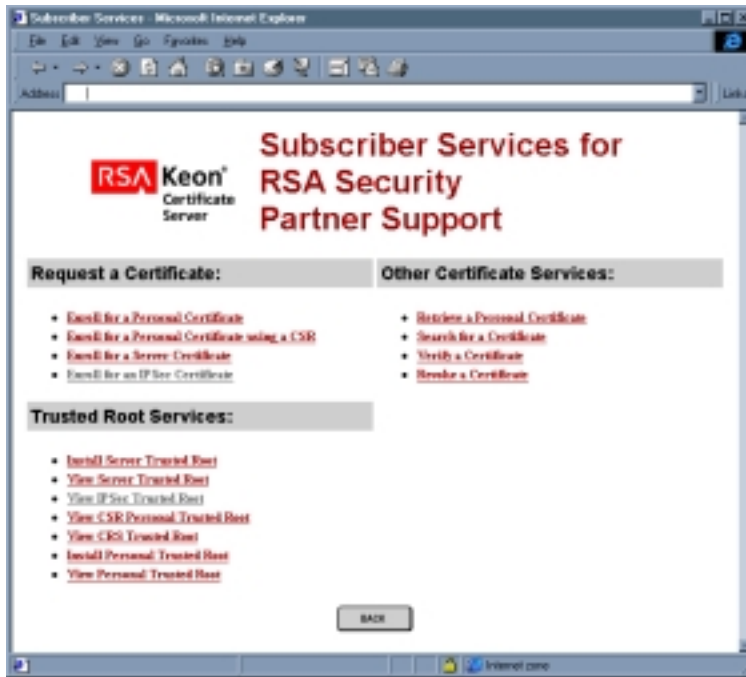 Subscriber Services - Microsoft Internet Explorer
File Edit View Go Favorites Help
Address
Links
RSA Keon
Certificate
Server
Subscriber Services for
RSA Security
Partner Support
Request a Certificate:
Enroll for a Personal Certificate
Enroll for a Personal Certificate using a CSR
Enroll for a Server Certificate
Enroll for an IPSec Certificate
Other Certificate Services:
Retrieve a Personal Certificate
Search for a Certificate
Verify a Certificate
Revoke a Certificate
Trusted Root Services:
Install Server Trusted Root
View Server Trusted Root
View IPSec Trusted Root
View CSR Personal Trusted Root
View CRS Trusted Root
Install Personal Trusted Root
View Personal Trusted Root
BACK
Internet zone